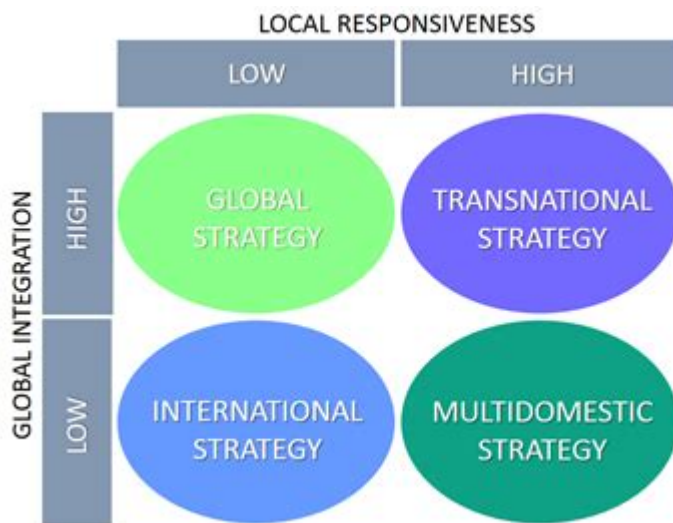 LOCAL RESPONSIVENESS
LOW
HIGH
GLOBAL INTEGRATION
HIGH
GLOBAL
STRATEGY
TRANSNATIONAL
STRATEGY
LOW
INTERNATIONAL
STRATEGY
MULTIDOMESTIC
STRATEGY